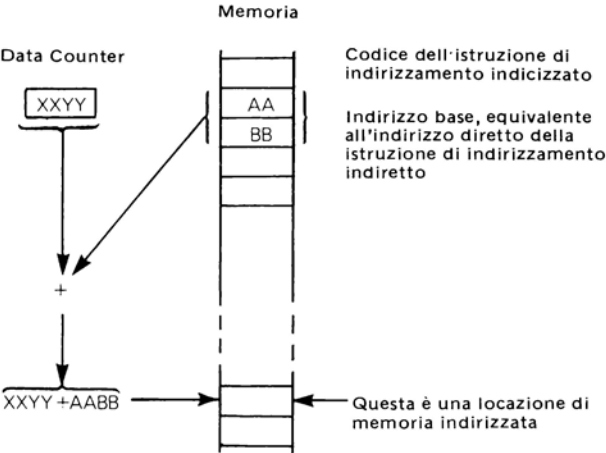 Memoria
Data Counter
Codice dell'istruzione di
indirizzamento indicizzato
XXYY
AA
BB
Indirizzo base, equivalente
all'indirizzo diretto della
istruzione di indirizzamento
indiretto
+
XXYY+AABB
Questa è una locazione di
memoria indirizzata